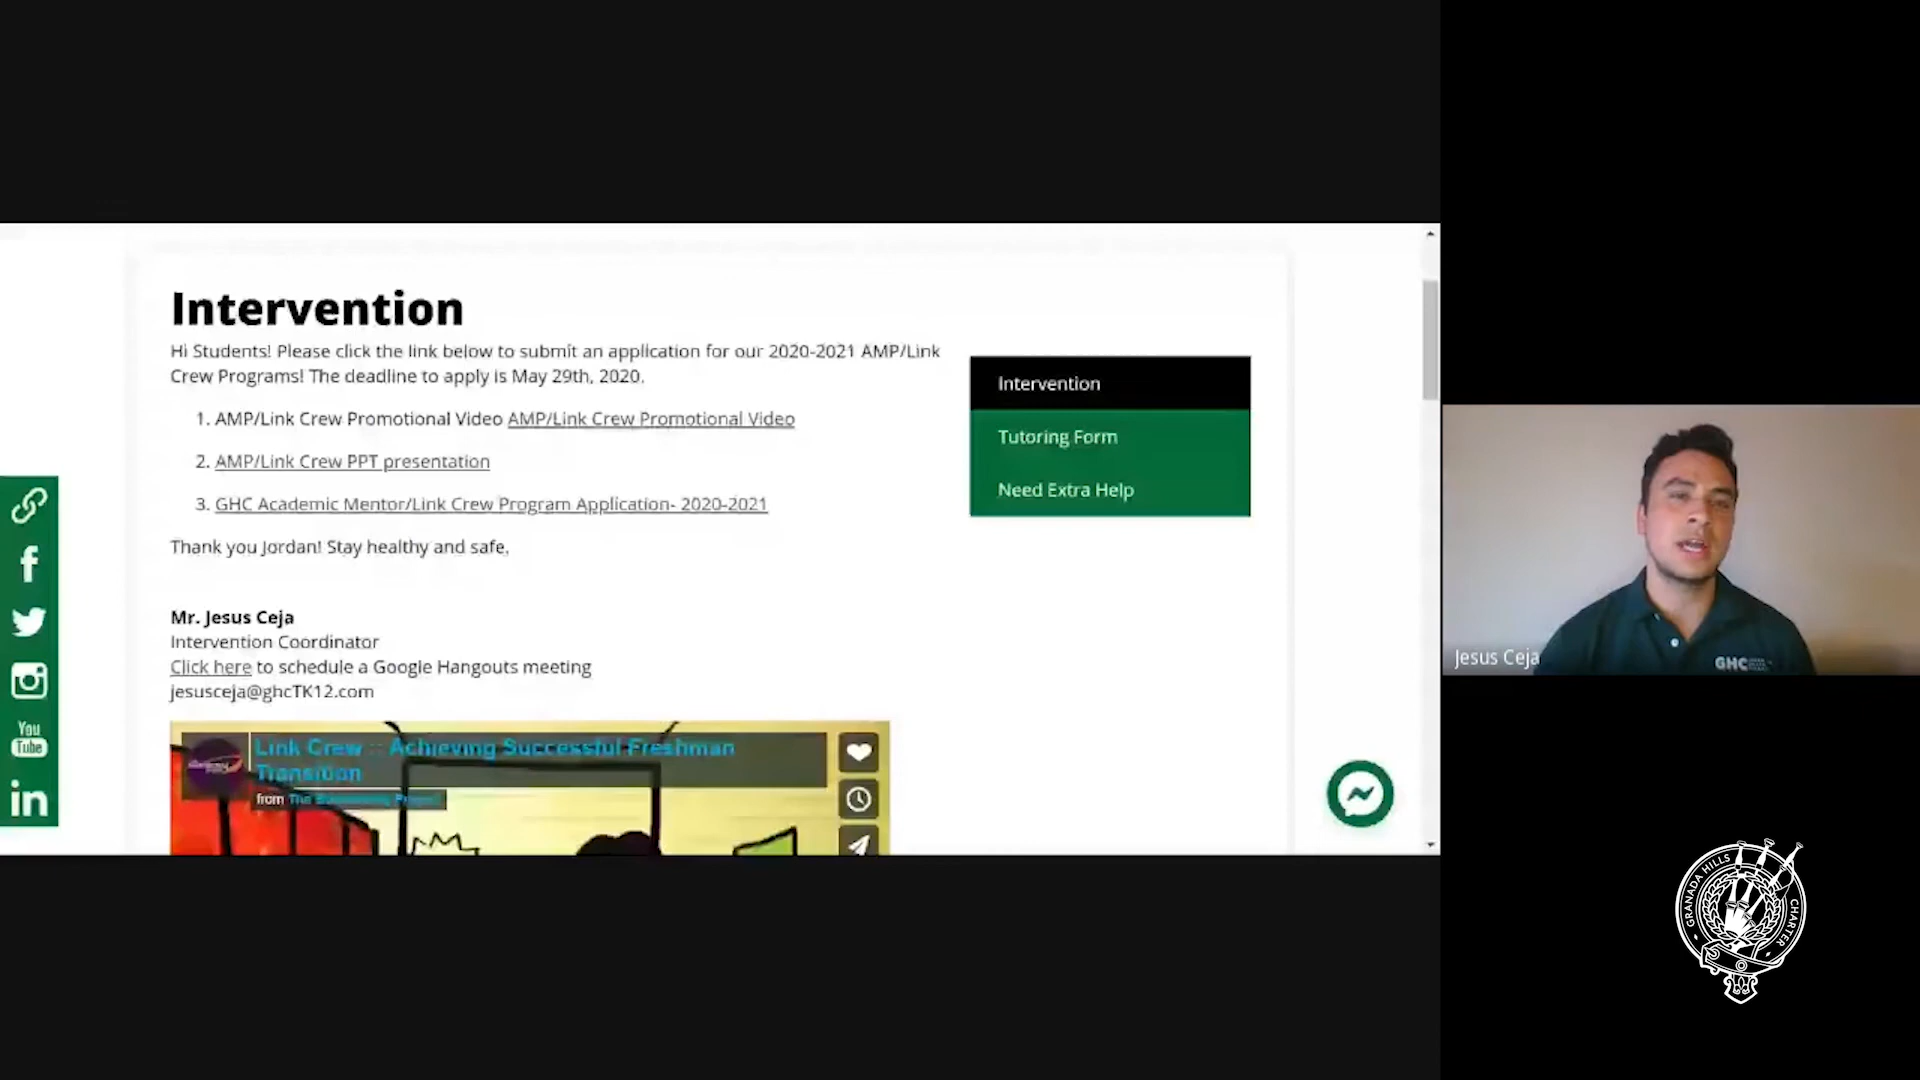 Intervention
Hi Students! Please click the link below to submit an application for our 2020-2021 AMP/Link
Crew Programs! The deadline to apply is May 29th, 2020.
1. AMP/Link Crew Promotional Video AMP/Link Crew Promotional Video
2. AMP/Link Crew PPT presentation
3. GHC Academic Mentor/Link Crew Program Application- 2020-2021
Thank you Jordan! Stay healthy and safe,
Mr. Jesus Ceja
Intervention Coordinator
Click here to schedule a Google Hangouts meeting
jesusceja@ghcTK12.com
Link Crew :: Achieving Successful Freshman
Transition
from The
Intervention
Tutoring Form
Need Extra Help
You
Tube
in
Jesus Ceja
GHC
GRANADA HILLS
CHARTER